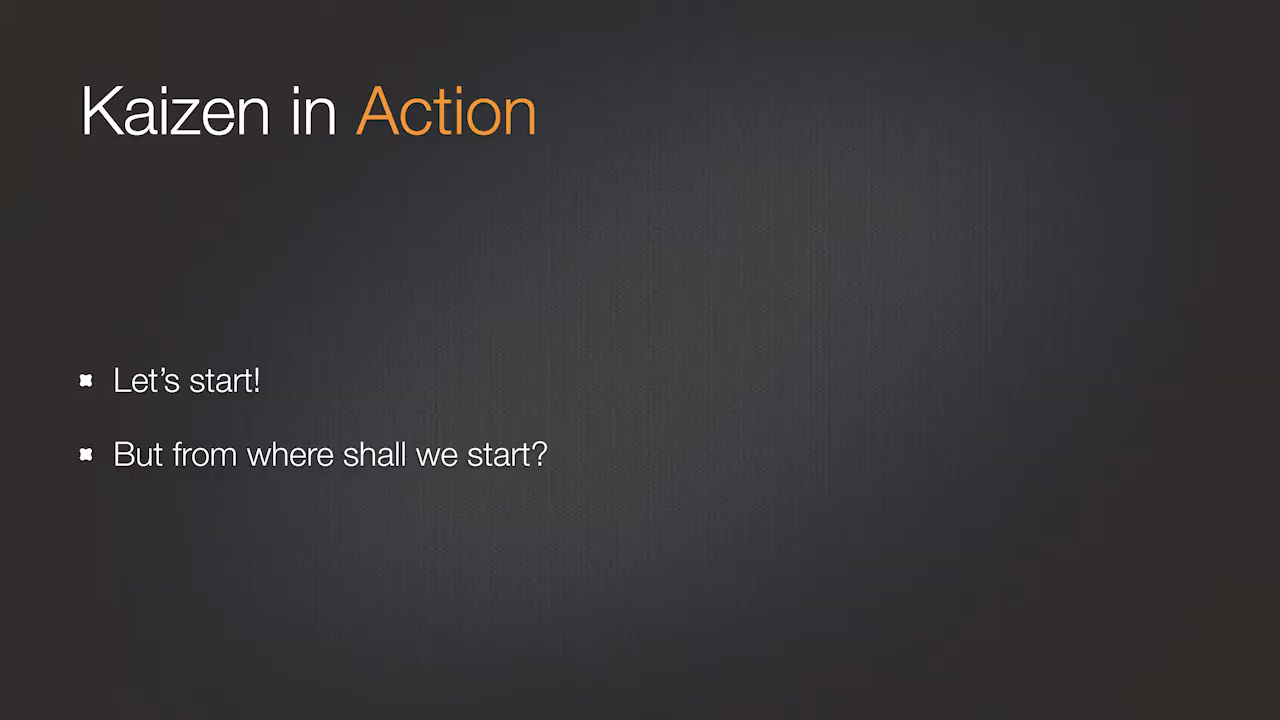 Kaizen in Action
Let’s start!
But from where shall we start?